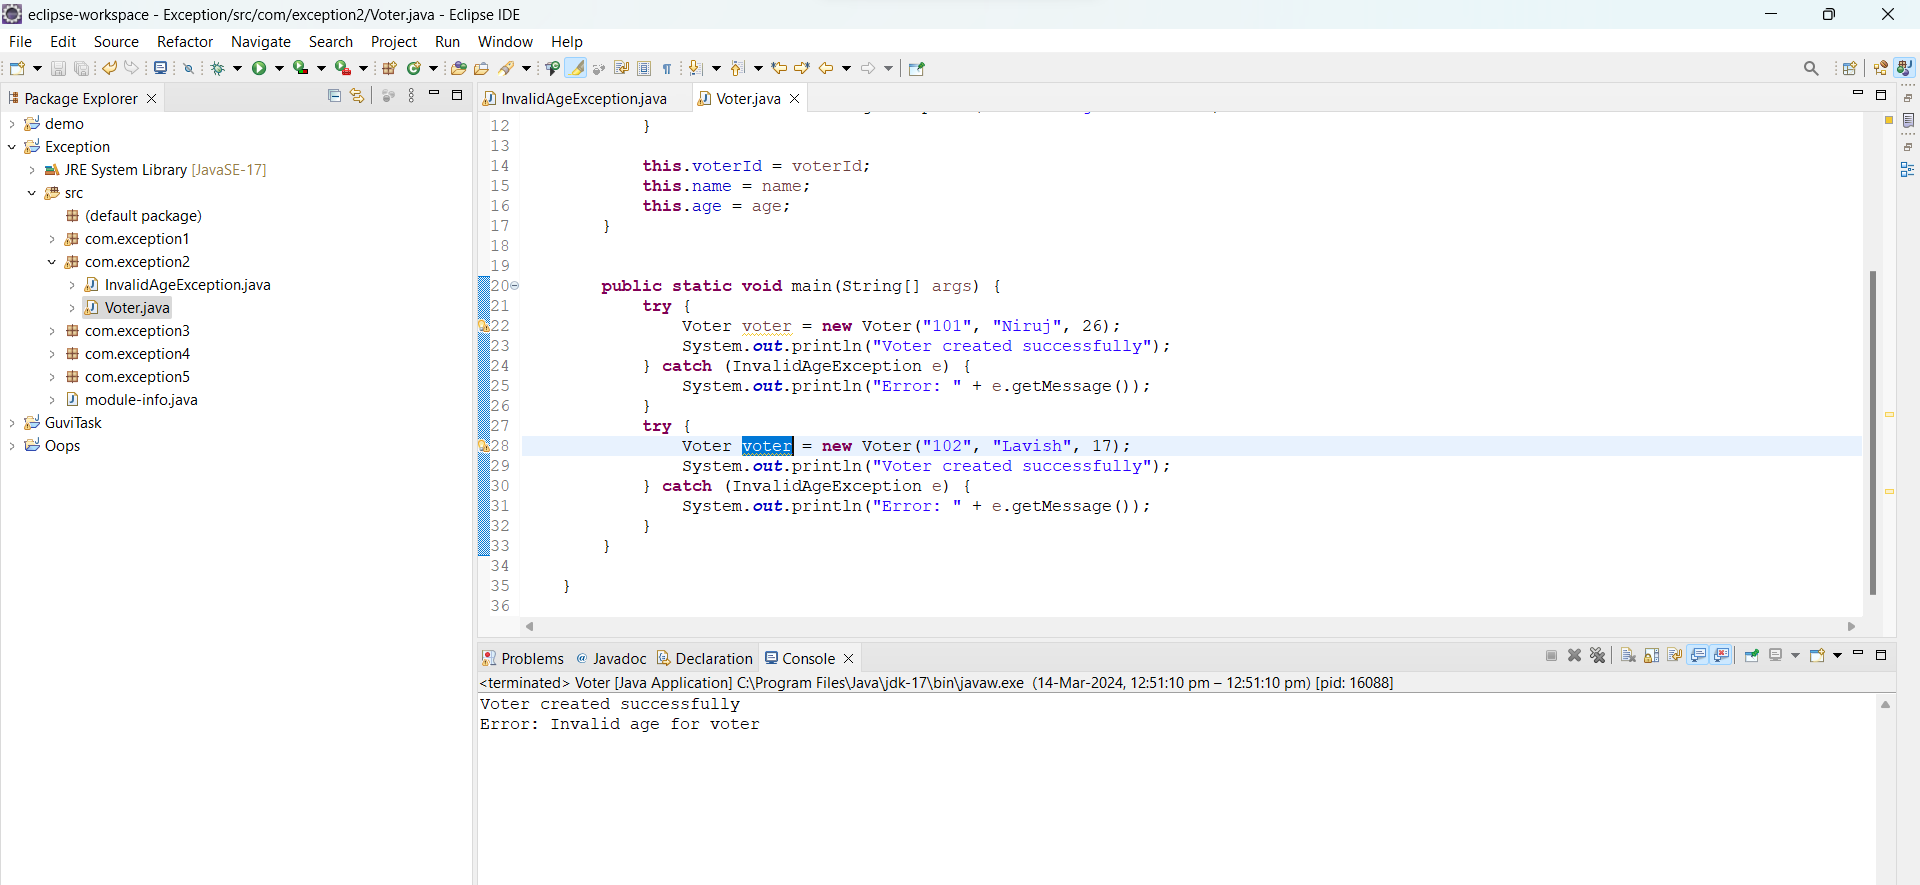 eclipse-workspace - Exception/src/com/exception2/Voter.java - Eclipse IDE
File Edit Source Refactor Navigate Search Project Run Window Help
Package Explorer
demo
Exception
JRE System Library [JavaSE-17]
src
(default package)
com.exception1
com.exception2
InvalidAgeException.java
Voter.java
com.exception3
com.exception4
com.exception5
module-info.java
GuviTask
Oops
InvalidAgeException.java Voter.java
12 }
13
14 this.voterId = voterId;
15 this.name = name;
16 this.age = age;
17 }
18
19
20 public static void main(String[] args) {
21 try {
22 Voter voter = new Voter("101", "Niruj", 26);
23 System.out.println("Voter created successfully");
24 } catch (InvalidAgeException e) {
25 System.out.println("Error: " + e.getMessage());
26 }
27 try {
28 Voter voter = new Voter("102", "Lavish", 17);
29 System.out.println("Voter created successfully");
30 } catch (InvalidAgeException e) {
31 System.out.println("Error: " + e.getMessage());
32 }
33 }
34
35 }
36
Problems @ Javadoc Declaration Console
<terminated> Voter [Java Application] C:\Program Files\Java\jdk-17\bin\javaw.exe (14-Mar-2024, 12:51:10 pm – 12:51:10 pm) [pid: 16088]
Voter created successfully
Error: Invalid age for voter